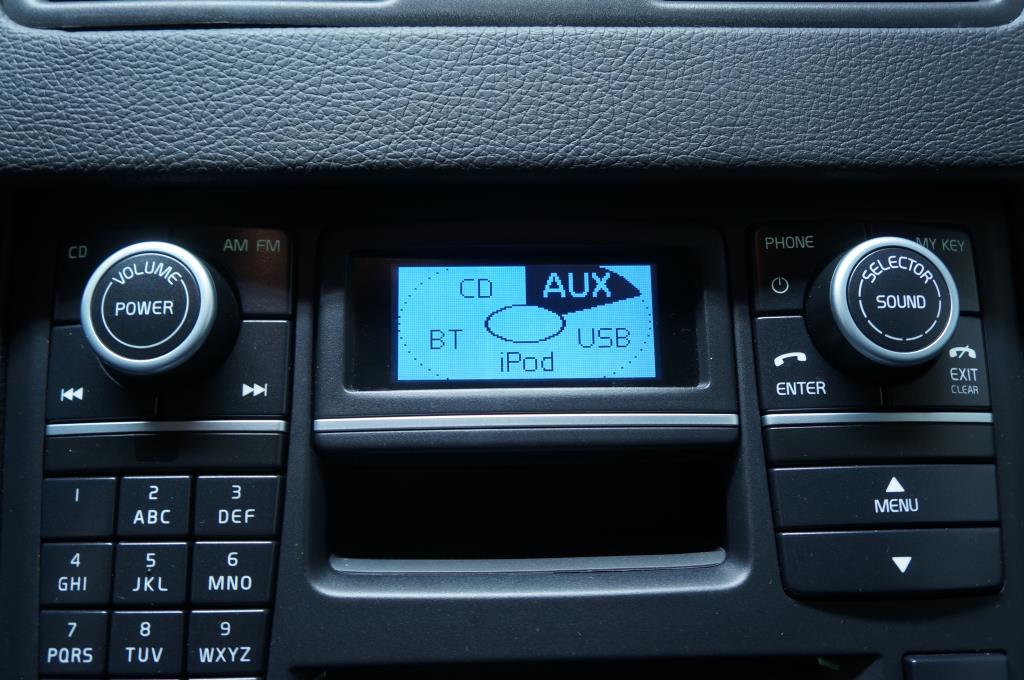 CD
AM FM
VOLUME
POWER
CD
AUX
BT
USB
iPod
PHONE
MY KEY
SELECTOR
SOUND
ENTER
EXIT
CLEAR
MENU
1
2
ABC
3
DEF
4
GHI
5
JKL
6
MNO
7
PQRS
8
TUV
9
WXYZ